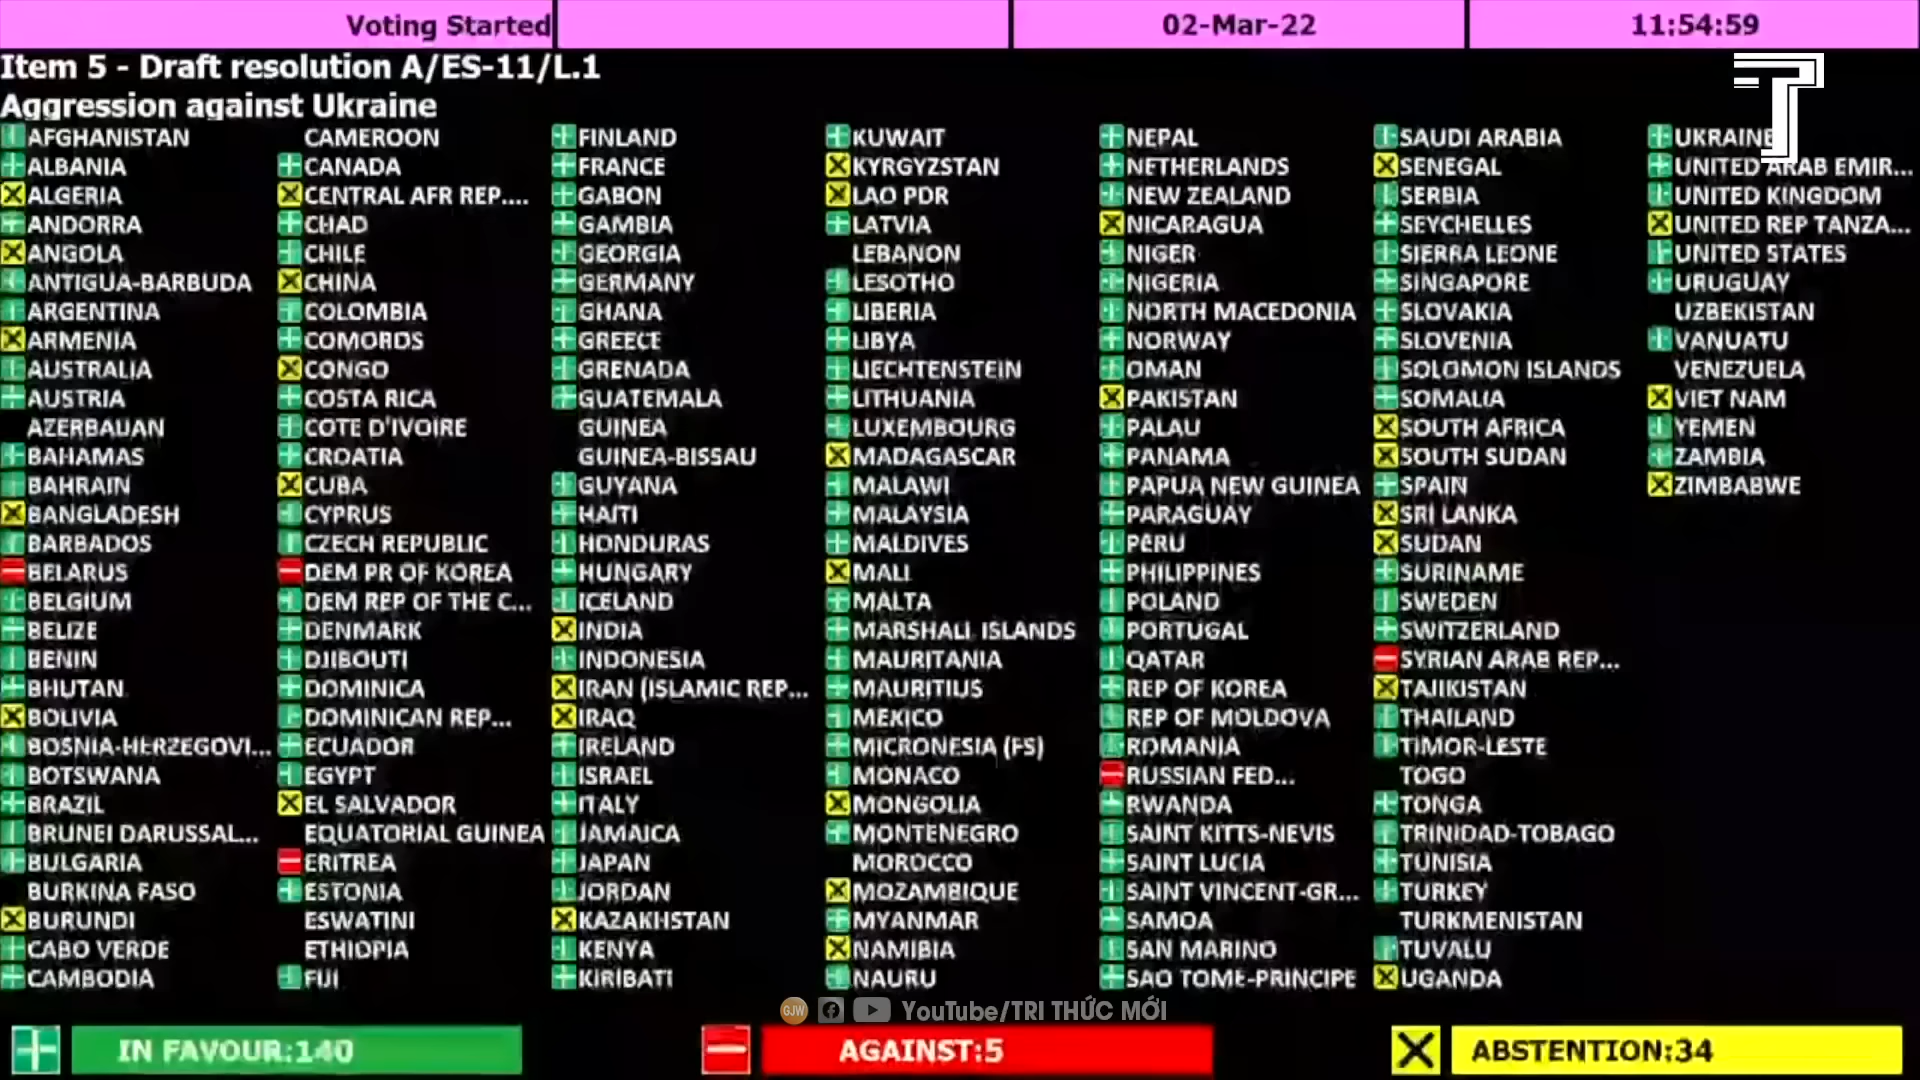 Voting Started 02-Mar-22 11:54:59
Item 5 - Draft resolution A/ES-11/L.1
Aggression against Ukraine
AFGHANISTAN CAMEROON FINLAND KUWAIT NEPAL SAUDI ARABIA UKRAINE
ALBANIA CANADA FRANCE KYRGYZSTAN NETHERLANDS SENEGAL UNITED ARAB EMIR...
ALGERIA CENTRAL AFR REP.... GABON LAO PDR NEW ZEALAND SERBIA UNITED KINGDOM
ANDORRA CHAD GAMBIA LATVIA NICARAGUA SEYCHELLES UNITED REP TANZA...
ANGOLA CHILE GEORGIA LEBANON NIGER SIERRA LEONE UNITED STATES
ANTIGUA-BARBUDA CHINA GERMANY LESOTHO NIGERIA SINGAPORE URUGUAY
ARGENTINA COLOMBIA GHANA LIBERIA NORTH MACEDONIA SLOVAKIA UZBEKISTAN
ARMENIA COMOROS GREECE LIBYA NORWAY SLOVENIA VANUATU
AUSTRALIA CONGO GRENADA LIECHTENSTEIN OMAN SOLOMON ISLANDS VENEZUELA
AUSTRIA COSTA RICA GUATEMALA LITHUANIA PAKISTAN SOMALIA VIET NAM
AZERBAIJAN COTE D'IVOIRE GUINEA LUXEMBOURG PALAU SOUTH AFRICA YEMEN
BAHAMAS CROATIA GUINEA-BISSAU MADAGASCAR PANAMA SOUTH SUDAN ZAMBIA
BAHRAIN CUBA GUYANA MALAWI PAPUA NEW GUINEA SPAIN ZIMBABWE
BANGLADESH CYPRUS HAITI MALAYSIA PARAGUAY SRI LANKA
BARBADOS CZECH REPUBLIC HONDURAS MALDIVES PERU SUDAN
BELARUS DEM PR OF KOREA HUNGARY MALI PHILIPPINES SURINAME
BELGIUM DEM REP OF THE C... ICELAND MALTA POLAND SWEDEN
BELIZE DENMARK INDIA MARSHALL ISLANDS PORTUGAL SWITZERLAND
BENIN DJIBOUTI INDONESIA MAURITANIA QATAR SYRIAN ARAB REP...
BHUTAN DOMINICA IRAN (ISLAMIC REP... MAURITIUS REP OF KOREA TAJIKISTAN
BOLIVIA DOMINICAN REP... IRAQ MEXICO REP OF MOLDOVA THAILAND
BOSNIA-HERZEGOVI... ECUADOR IRELAND MICRONESIA (FS) ROMANIA TIMOR-LESTE
BOTSWANA EGYPT ISRAEL MONACO RUSSIAN FED... TOGO
BRAZIL EL SALVADOR ITALY MONGOLIA RWANDA TONGA
BRUNEI DARUSSAL... EQUATORIAL GUINEA JAMAICA MONTENEGRO SAINT KITTS-NEVIS TRINIDAD-TOBAGO
BULGARIA ERITREA JAPAN MOROCCO SAINT LUCIA TUNISIA
BURKINA FASO ESTONIA JORDAN MOZAMBIQUE SAINT VINCENT-GR... TURKEY
BURUNDI ESWATINI KAZAKHSTAN MYANMAR SAMOA TURKMENISTAN
CABO VERDE ETHIOPIA KENYA NAMIBIA SAN MARINO TUVALU
CAMBODIA FIJI KIRIBATI NAURU SAO TOME-PRINCIPE UGANDA
GJW YouTube/TRI THỨC MỚI
IN FAVOUR:140 AGAINST:5 ABSTENTION:34